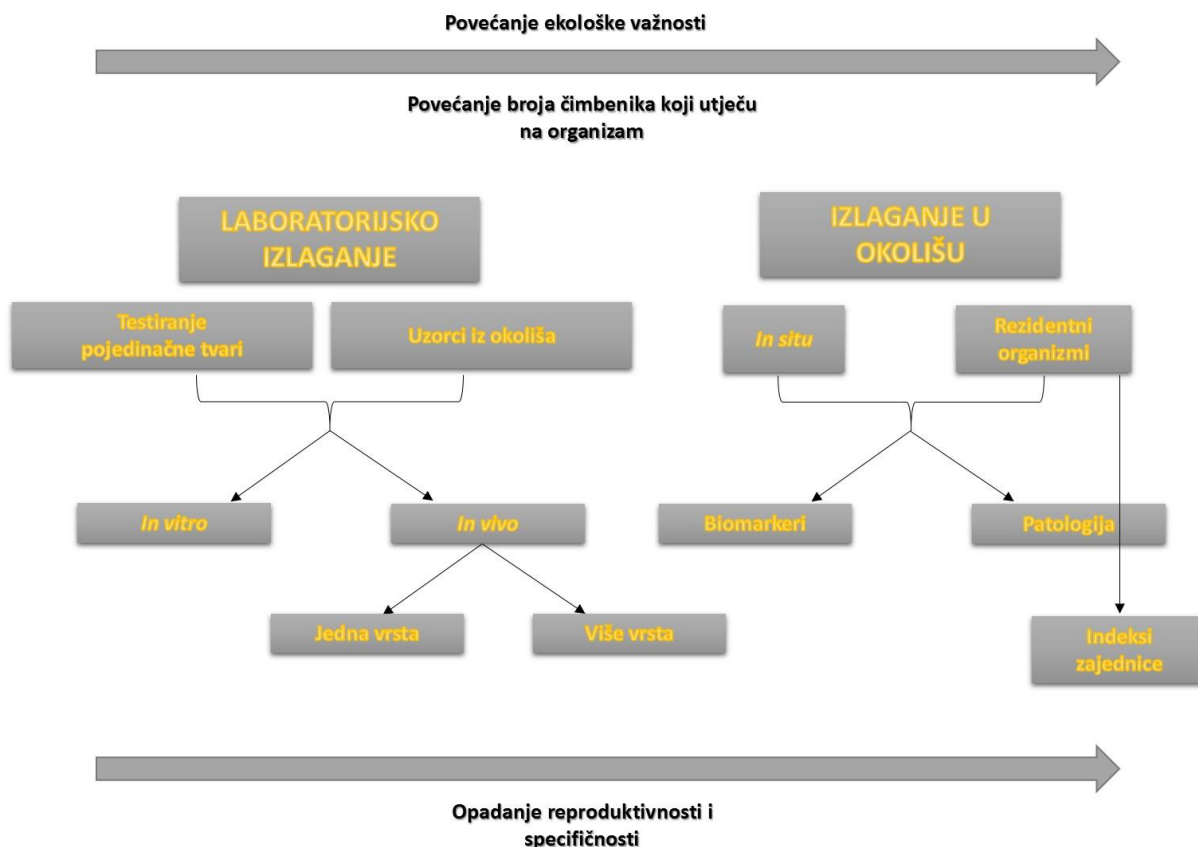 Povećanje ekološke važnosti
Povećanje broja čimbenika koji utječu
na organizam
LABORATORIJSKO
IZLAGANJE
IZLAGANJE U
OKOLIŠU
Testiranje
pojedinačne tvari
Uzorci iz okoliša
In situ
Rezidentni
organizmi
In vitro
In vivo
Biomarkeri
Patologija
Jedna vrsta
Više vrsta
Indeksi
zajednice
Opadanje reproduktivnosti i
specifičnosti